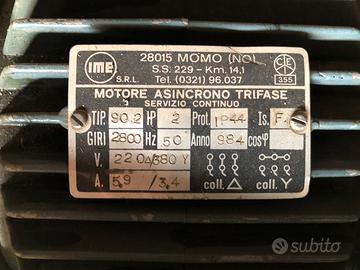 IME
S.R.L.
28015 MOMO (NO)
S.S. 229 - Km. 14,1
Tel. (0321) 96.037
CEI
355
MOTORE ASINCRONO TRIFASE
SERVIZIO CONTINUO
TIP. 90.2 HP 2 Prot. IP44 Is. F.
GIRI 2800 Hz 50 Anno 984 cosφ
V. 220Δ/380 Y
A. 5.9 / 3.4 coll. Δ coll. Y
subito